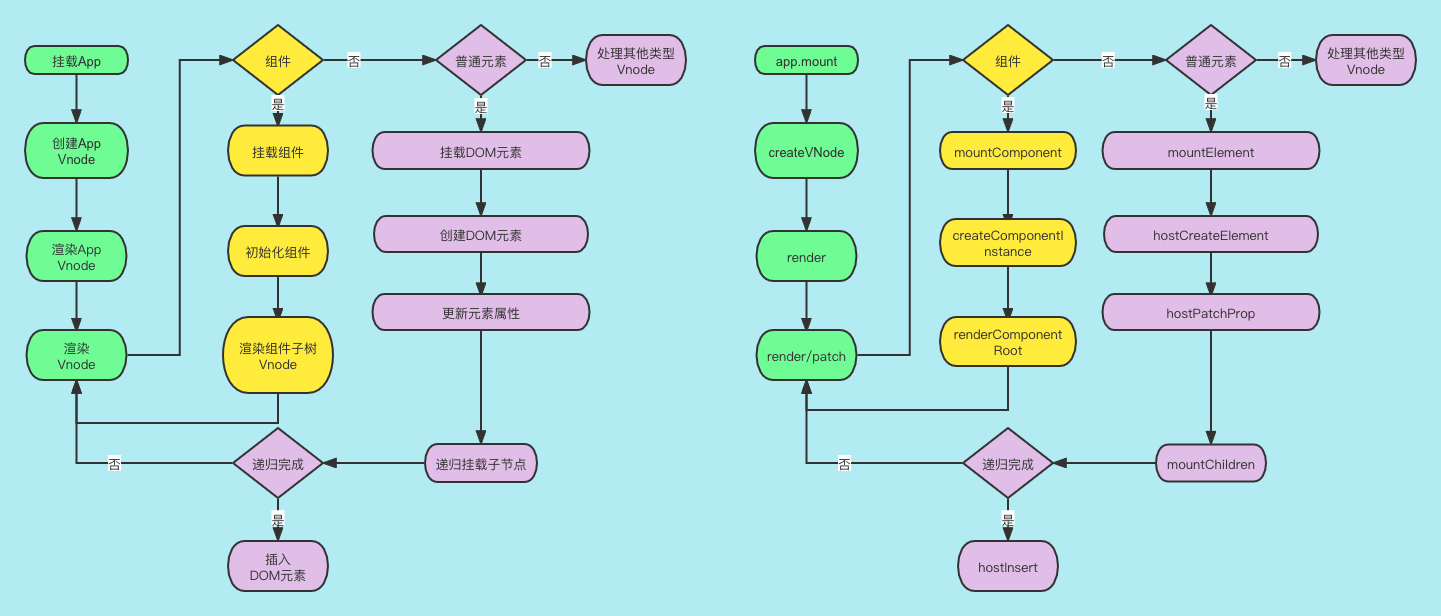 挂载App
创建App
Vnode
渲染App
Vnode
渲染
Vnode
组件
否
是
挂载组件
初始化组件
渲染组件子树
Vnode
普通元素
否
处理其他类型
Vnode
是
挂载DOM元素
创建DOM元素
更新元素属性
递归挂载子节点
递归完成
否
是
插入
DOM元素
app.mount
createVNode
render
render/patch
组件
否
是
mountComponent
createComponentI
nstance
renderComponent
Root
普通元素
否
处理其他类型
Vnode
是
mountElement
hostCreateElement
hostPatchProp
mountChildren
递归完成
否
是
hostInsert